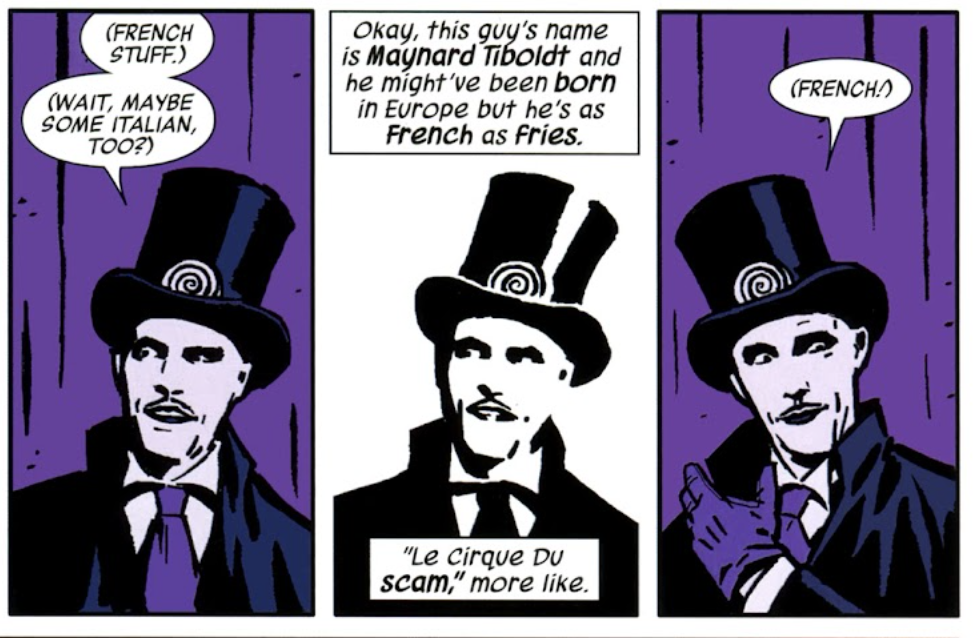 (FRENCH
STUFF.)
(WAIT, MAYBE
SOME ITALIAN,
TOO?)
Okay, this guy's name
is Maynard Tiboldt and
he might've been born
in Europe but he's as
French as fries.
"Le Cirque Du
scam," more like.
(FRENCH!)